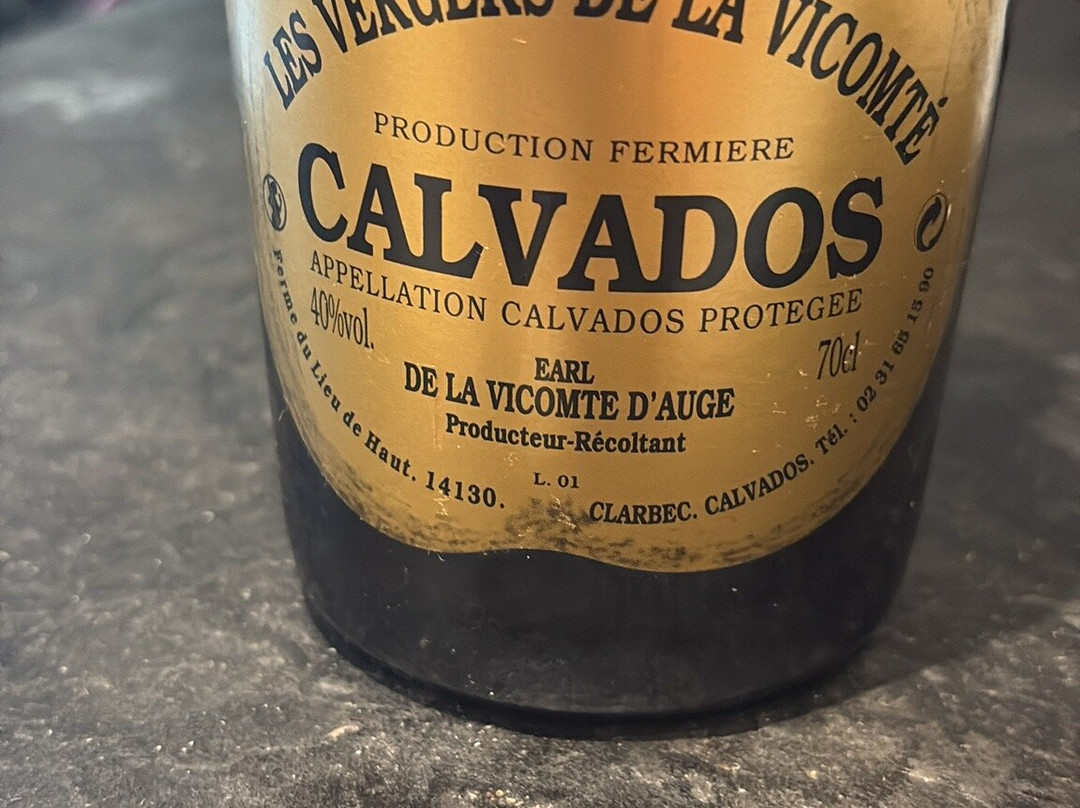 LES VERGERS DE LA VICOMTÉ
PRODUCTION FERMIERE
CALVADOS
APPELLATION CALVADOS PROTEGEE
40%vol.
70cl
EARL
DE LA VICOMTE D'AUGE
Producteur-Récoltant
L. 01
Ferme du Lieu de Haut. 14130.
CLARBEC. CALVADOS. Tél. : 02 31 65 15 90